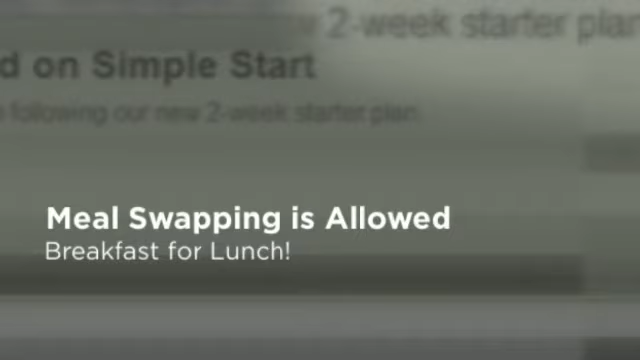 2-week starter plan
d on Simple Start
following our new 2-week starter plan
Meal Swapping is Allowed
Breakfast for Lunch!